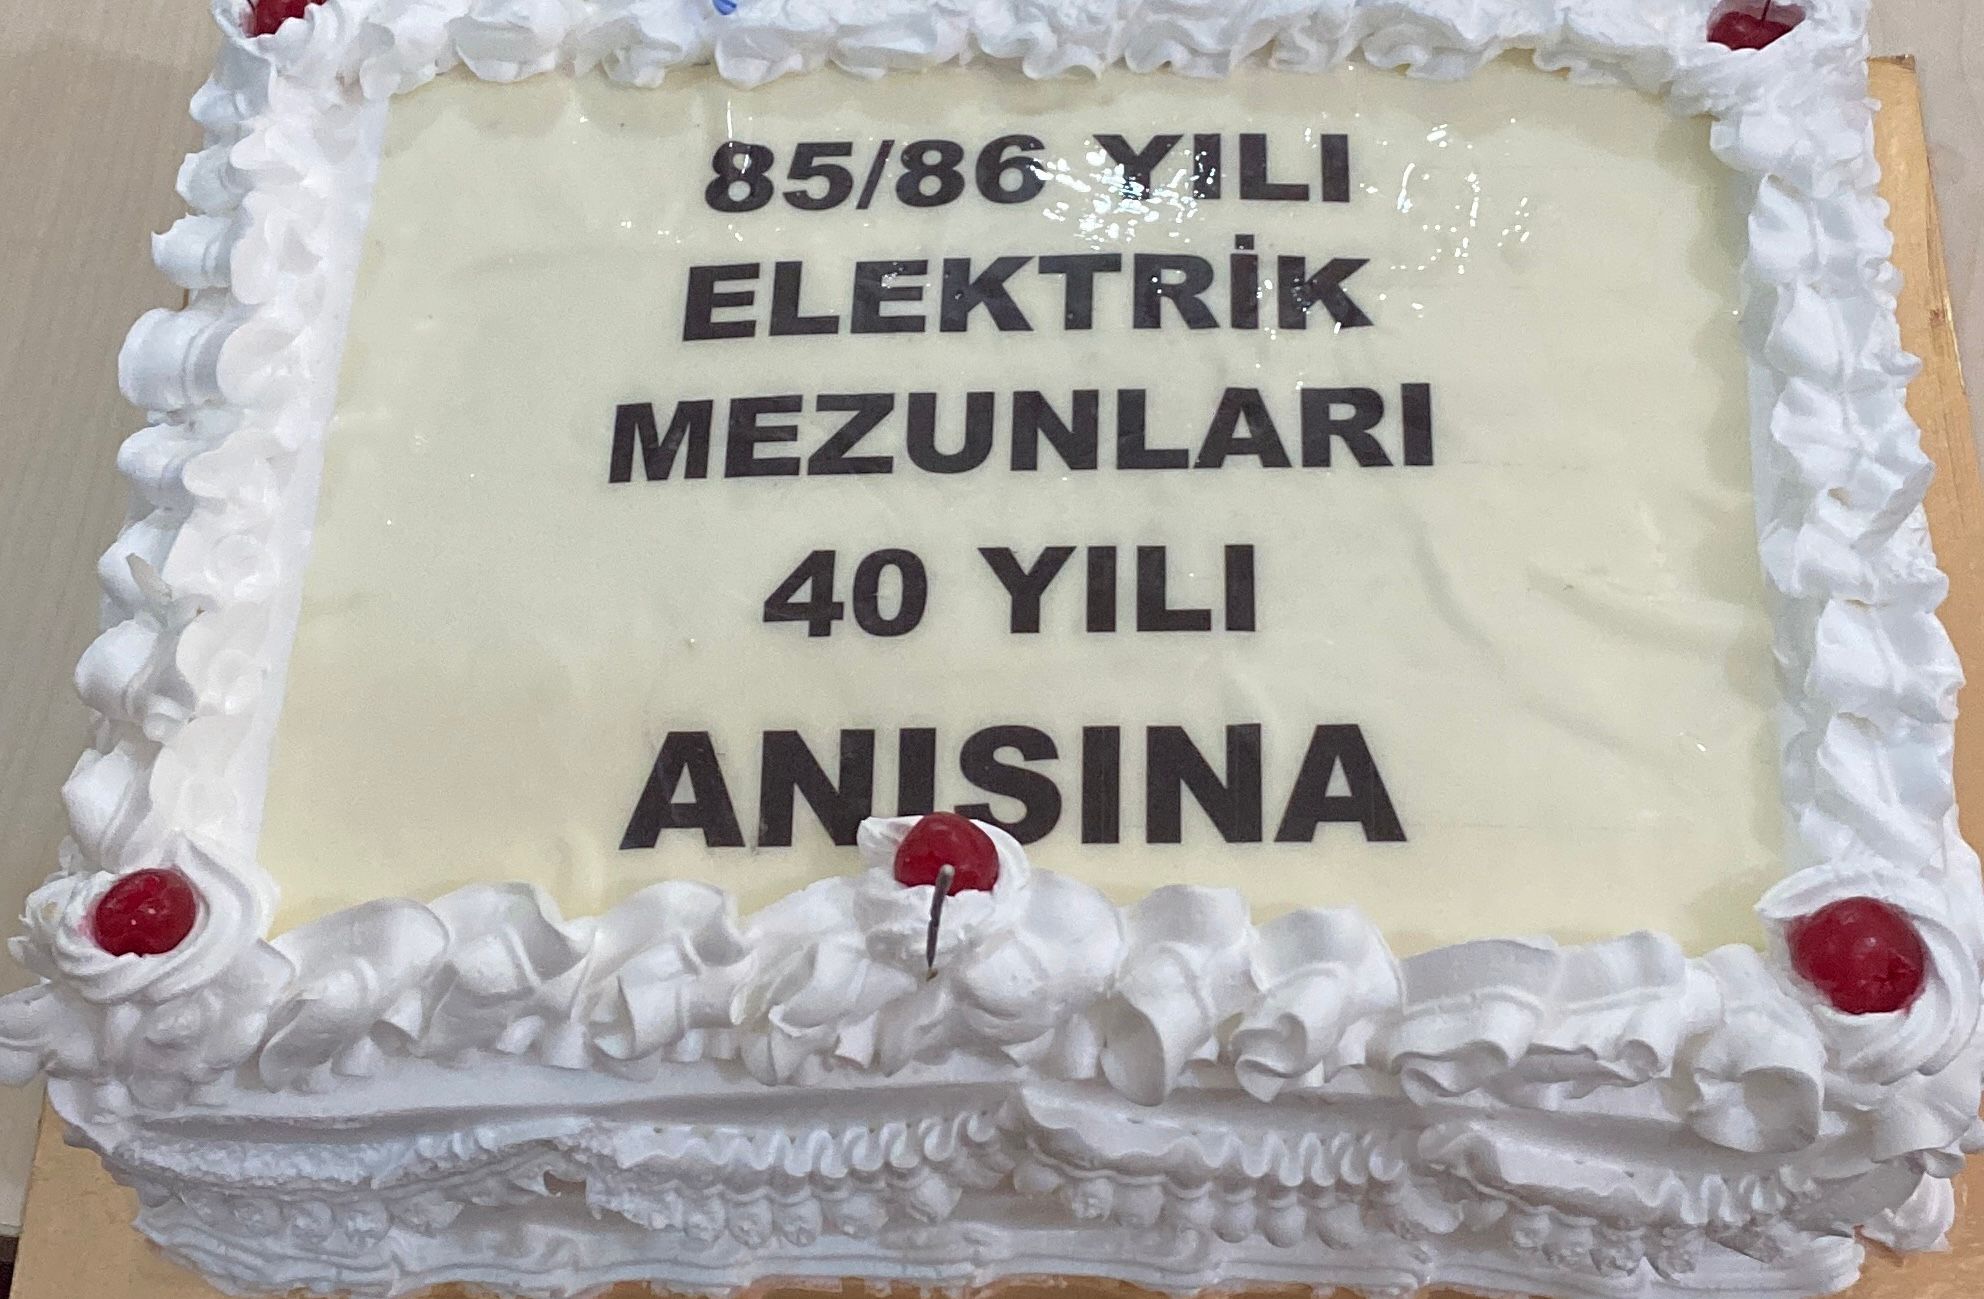 85/86 YILI
ELEKTRİK
MEZUNLARI
40 YILI
ANISINA